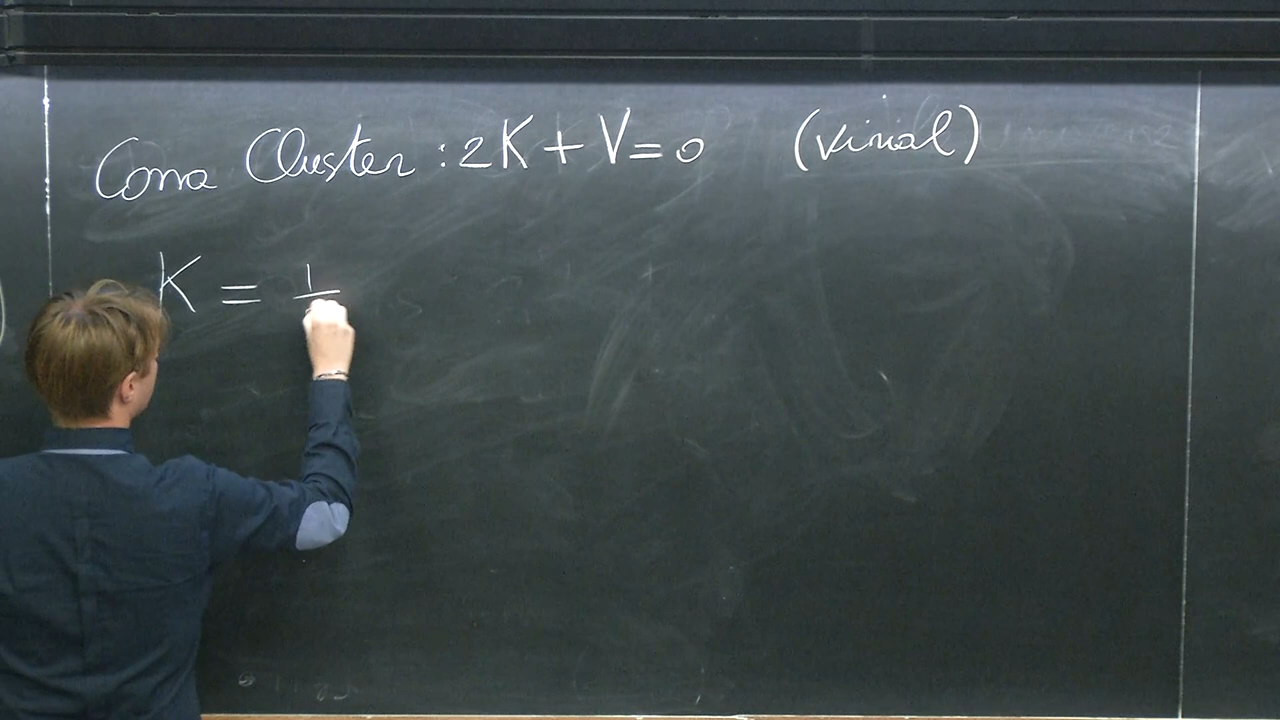 Coma Cluster : 2K + V = 0 (virial)
K = 1